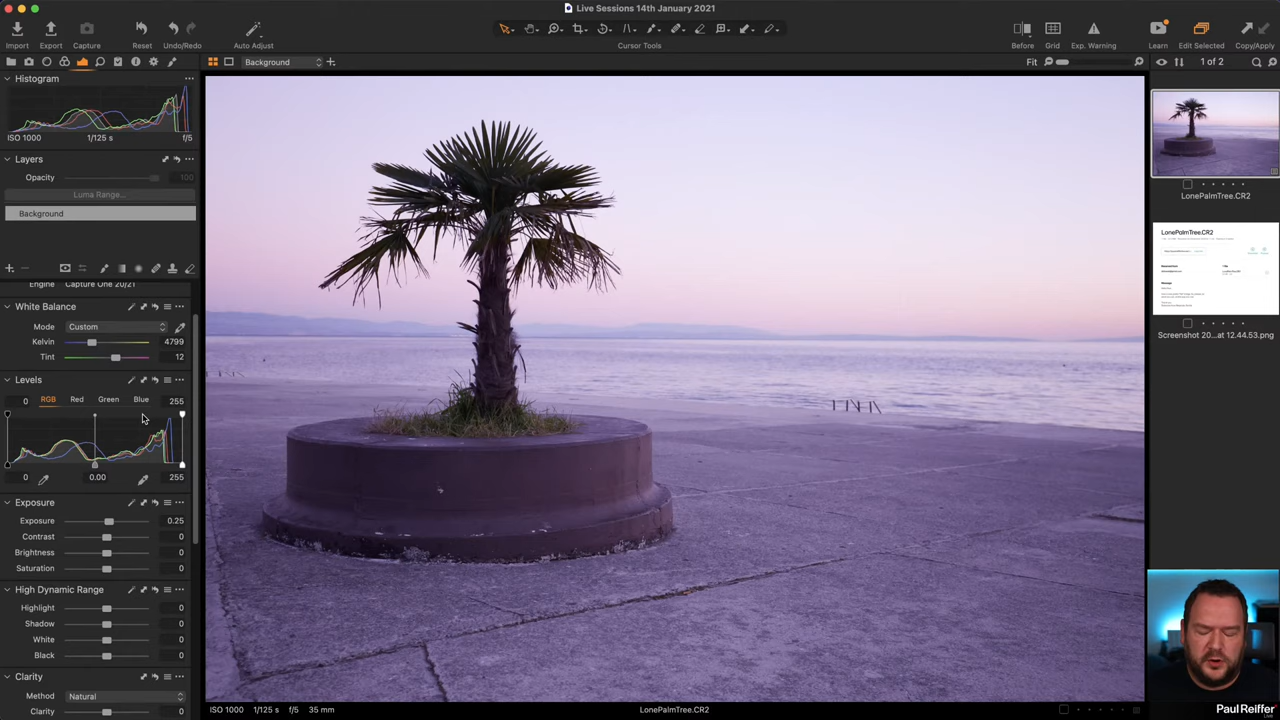 Live Sessions 14th January 2021
Import Export Capture Reset Undo/Redo Auto Adjust Cursor Tools Before Grid Exp. Warning Learn Edit Selected Copy/Apply
Background Fit 1 of 2
Histogram
ISO 1000 1/125 s f/5
Layers
Opacity 100
Luma Range...
Background
Engine Capture One 20/21
White Balance
Mode Custom
Kelvin 4799
Tint 12
Levels
0 RGB Red Green Blue 255
0 0.00 255
Exposure
Exposure 0.25
Contrast 0
Brightness 0
Saturation 0
High Dynamic Range
Highlight 0
Shadow 0
White 0
Black 0
Clarity
Method Natural
Clarity 0
ISO 1000 1/125 s f/5 35 mm LonePalmTree.CR2
LonePalmTree.CR2
LonePalmTree.CR2
Screenshot 20...at 12.44.53.png
Paul Reiffer
Live